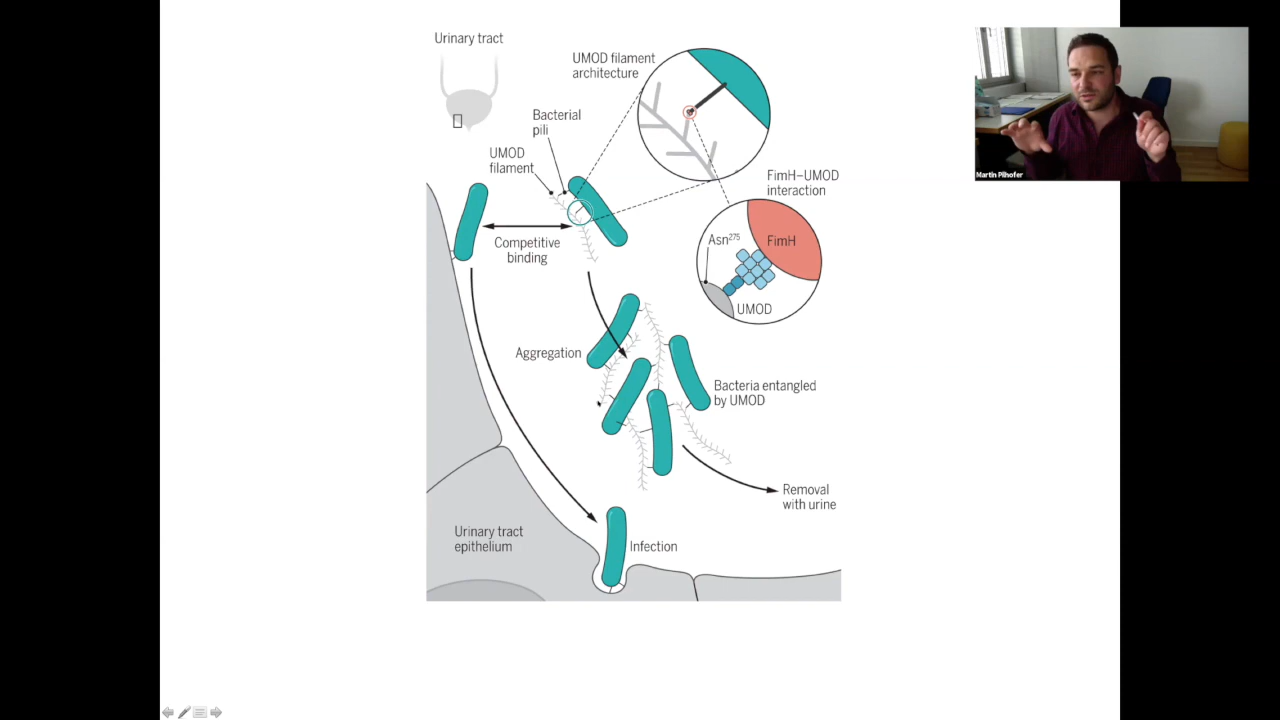 Urinary tract
UMOD filament
architecture
Bacterial
pili
UMOD
filament
FimH–UMOD
interaction
Asn²⁷⁵
FimH
UMOD
Competitive
binding
Aggregation
Bacteria entangled
by UMOD
Removal
with urine
Urinary tract
epithelium
Infection
Martin Pilhofer